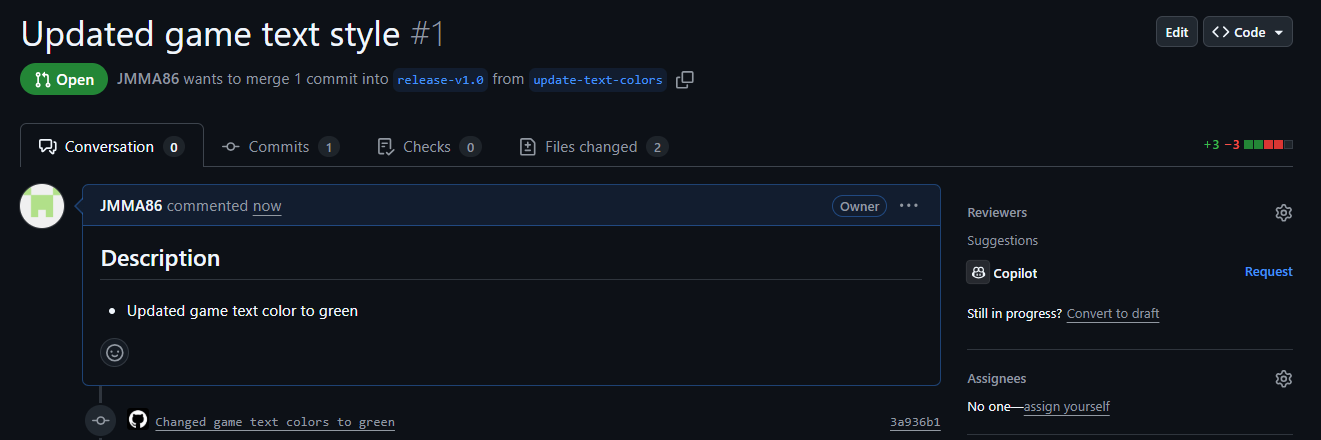 Updated game text style #1
Edit
Code
Open
JMMA86 wants to merge 1 commit into release-v1.0 from update-text-colors
Conversation 0
Commits 1
Checks 0
Files changed 2
+3 −3
JMMA86 commented now
Owner
Description
Updated game text color to green
Changed game text colors to green
3a936b1
Reviewers
Suggestions
Copilot
Request
Still in progress? Convert to draft
Assignees
No one—assign yourself